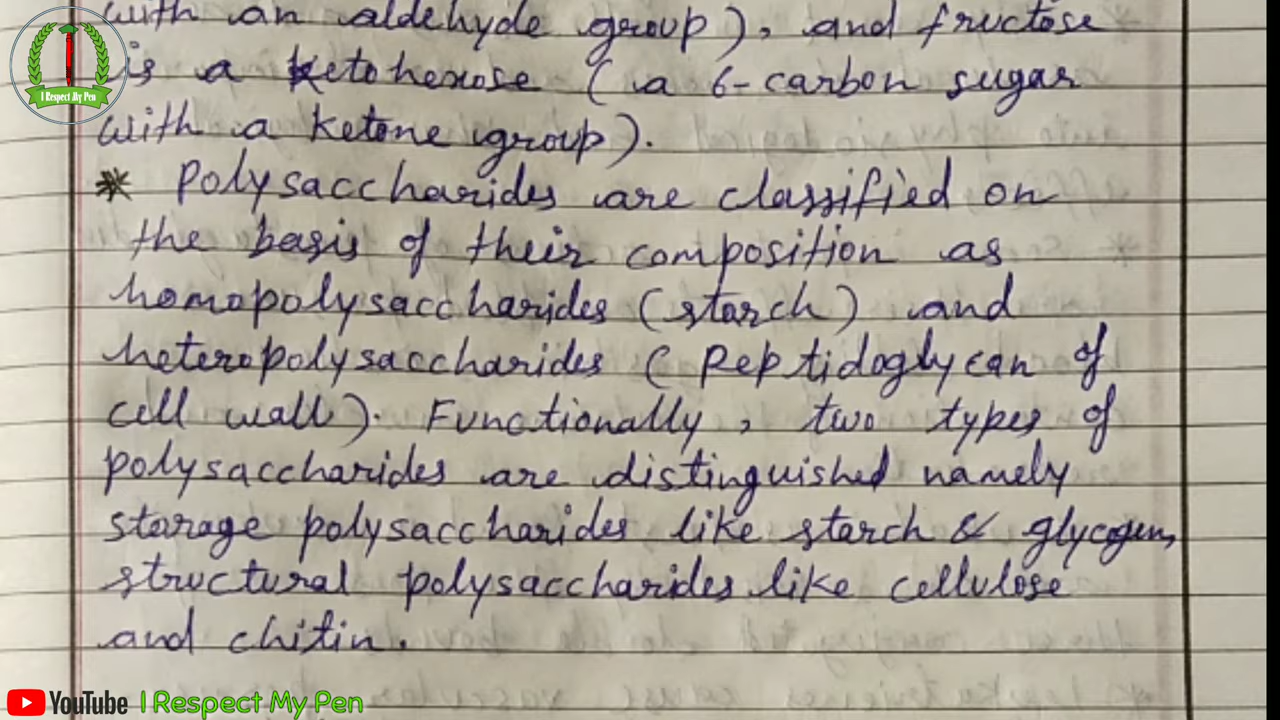 with an aldehyde group), and fructose
is a ketohexose (a 6-carbon sugar
with a ketone group).
* Polysaccharides are classified on
the basis of their composition as
homopolysaccharides (starch) and
heteropolysaccharides (Peptidoglycan of
cell wall). Functionally, two types of
polysaccharides are distinguished namely
storage polysaccharides like starch & glycogen,
structural polysaccharides like cellulose
and chitin.
I Respect My Pen
YouTube I Respect My Pen